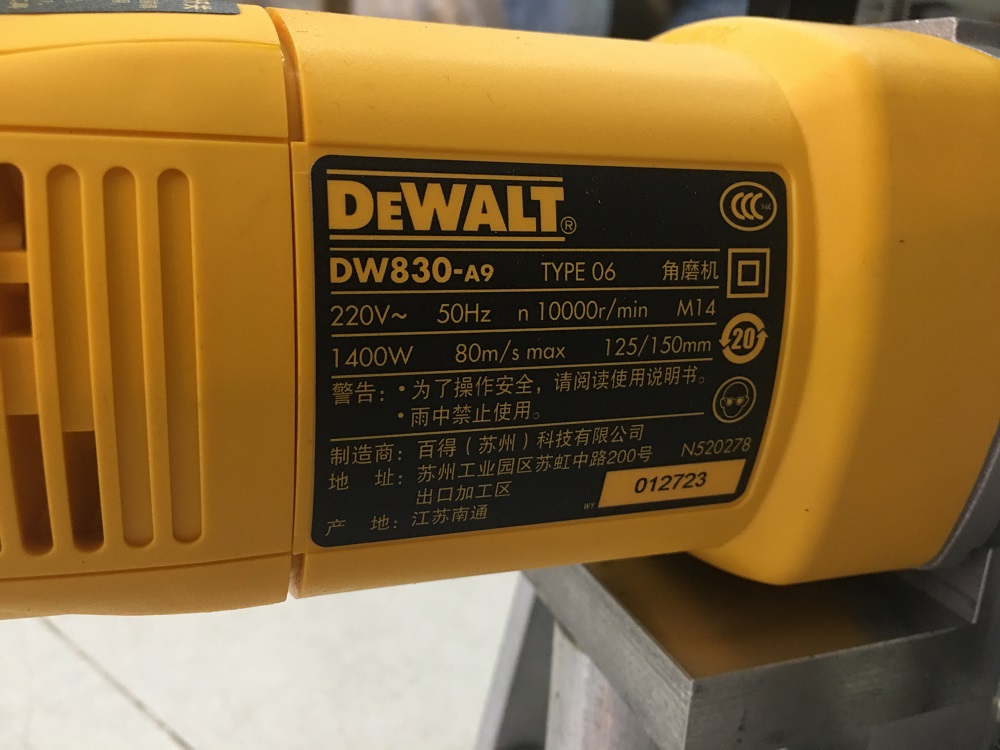 DEWALT®
DW830-A9 TYPE 06 角磨机
220V~ 50Hz n 10000r/min M14
1400W 80m/s max 125/150mm
20
警告：·为了操作安全，请阅读使用说明书。
·雨中禁止使用。
制造商：百得（苏州）科技有限公司
N520278
地 址：苏州工业园区苏虹中路200号
出口加工区
012723
WY
产 地：江苏南通